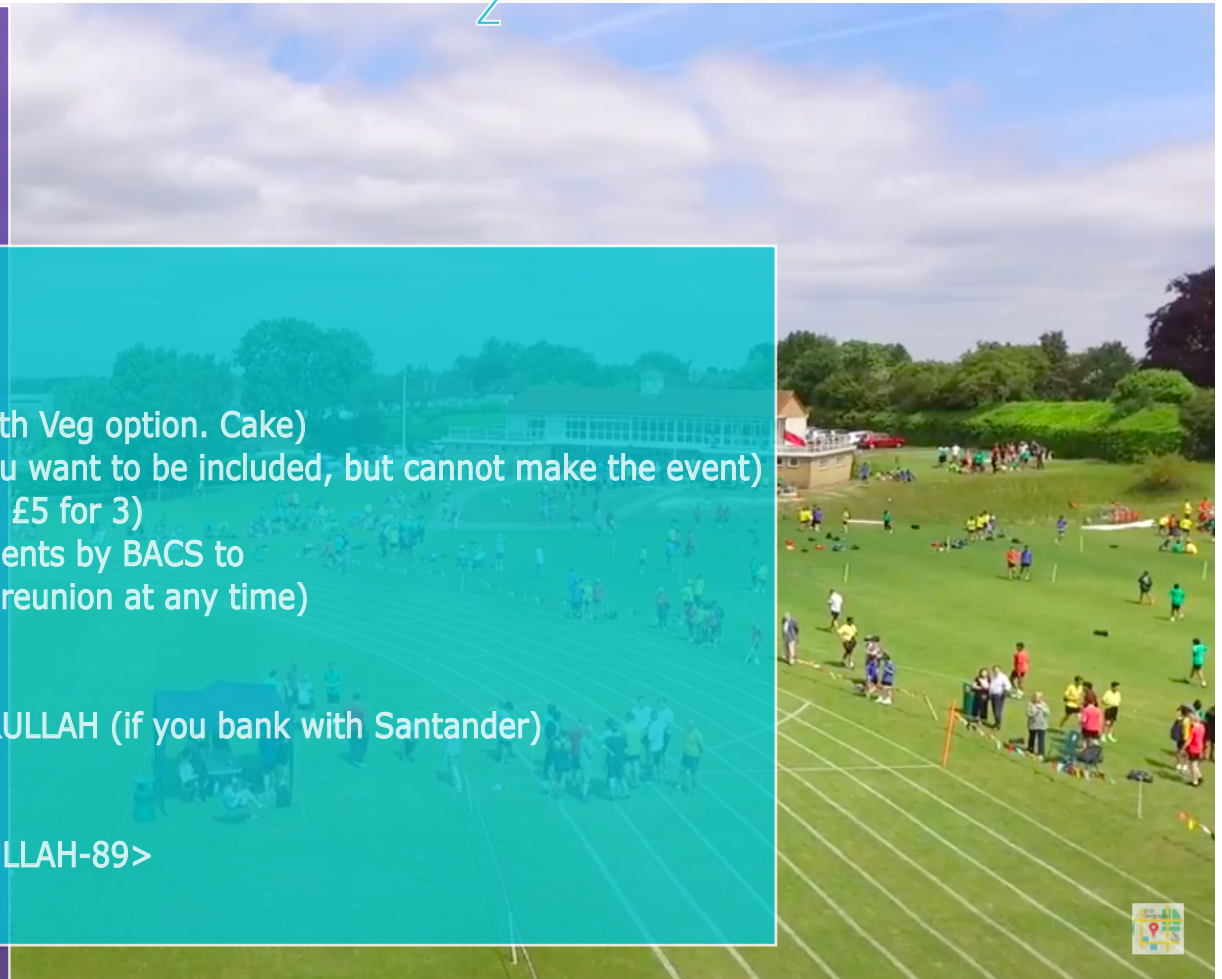 2
th Veg option. Cake)
u want to be included, but cannot make the event)
£5 for 3)
ents by BACS to
reunion at any time)
ULLAH (if you bank with Santander)
LLAH-89>